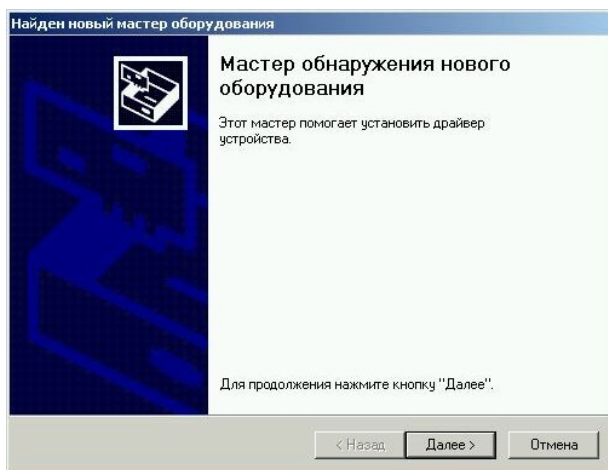 Найден новый мастер оборудования
Мастер обнаружения нового
оборудования
Этот мастер помогает установить драйвер
устройства.
Для продолжения нажмите кнопку "Далее".
< Назад
Далее >
Отмена